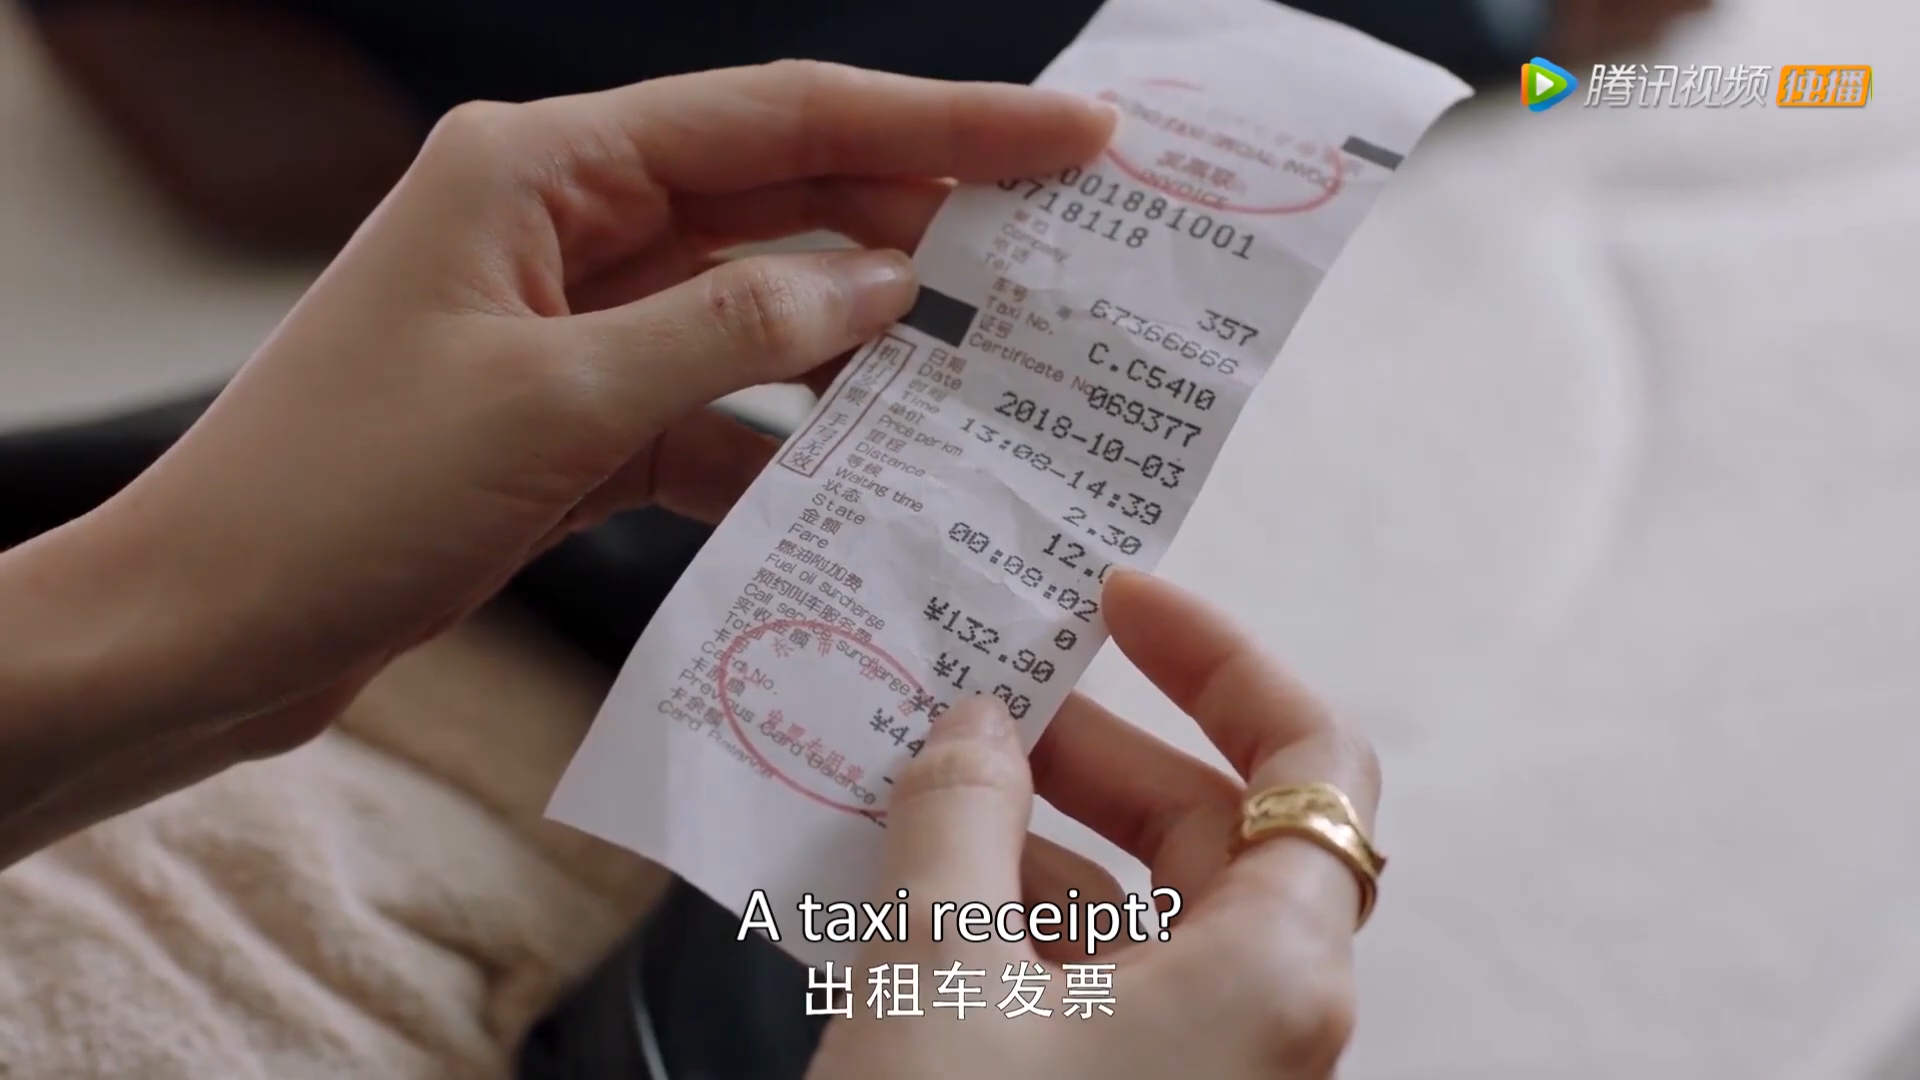 腾讯视频 独播
发票联
INVOICE
001881001
718118
单位
Company
357
电话
Tel
67366666
车号
Taxi No.
C.C5410
证号
Certificate No.
069377
日期
Date
2018-10-03
时间
Time
13:08-14:39
单价
Price per km
2.30
里程
Distance
12.
等候
Waiting time
00:08:02
状态
State
0
金额
Fare
¥132.90
燃油附加费
Fuel oil surcharge
¥1.00
预约叫车服务费
Call service surcharge
实收金额
Total
¥44
卡号
Card No.
卡原额
Previous Card Balance
卡余额
Card Balance
机打发票 手写无效
A taxi receipt?
出租车发票